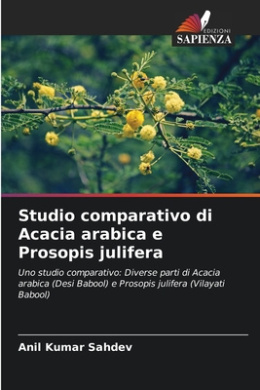 EDIZIONI
SAPIENZA
Studio comparativo di
Acacia arabica e
Prosopis julifera
Uno studio comparativo: Diverse parti di Acacia
arabica (Desi Babool) e Prosopis julifera (Vilayati
Babool)
Anil Kumar Sahdev